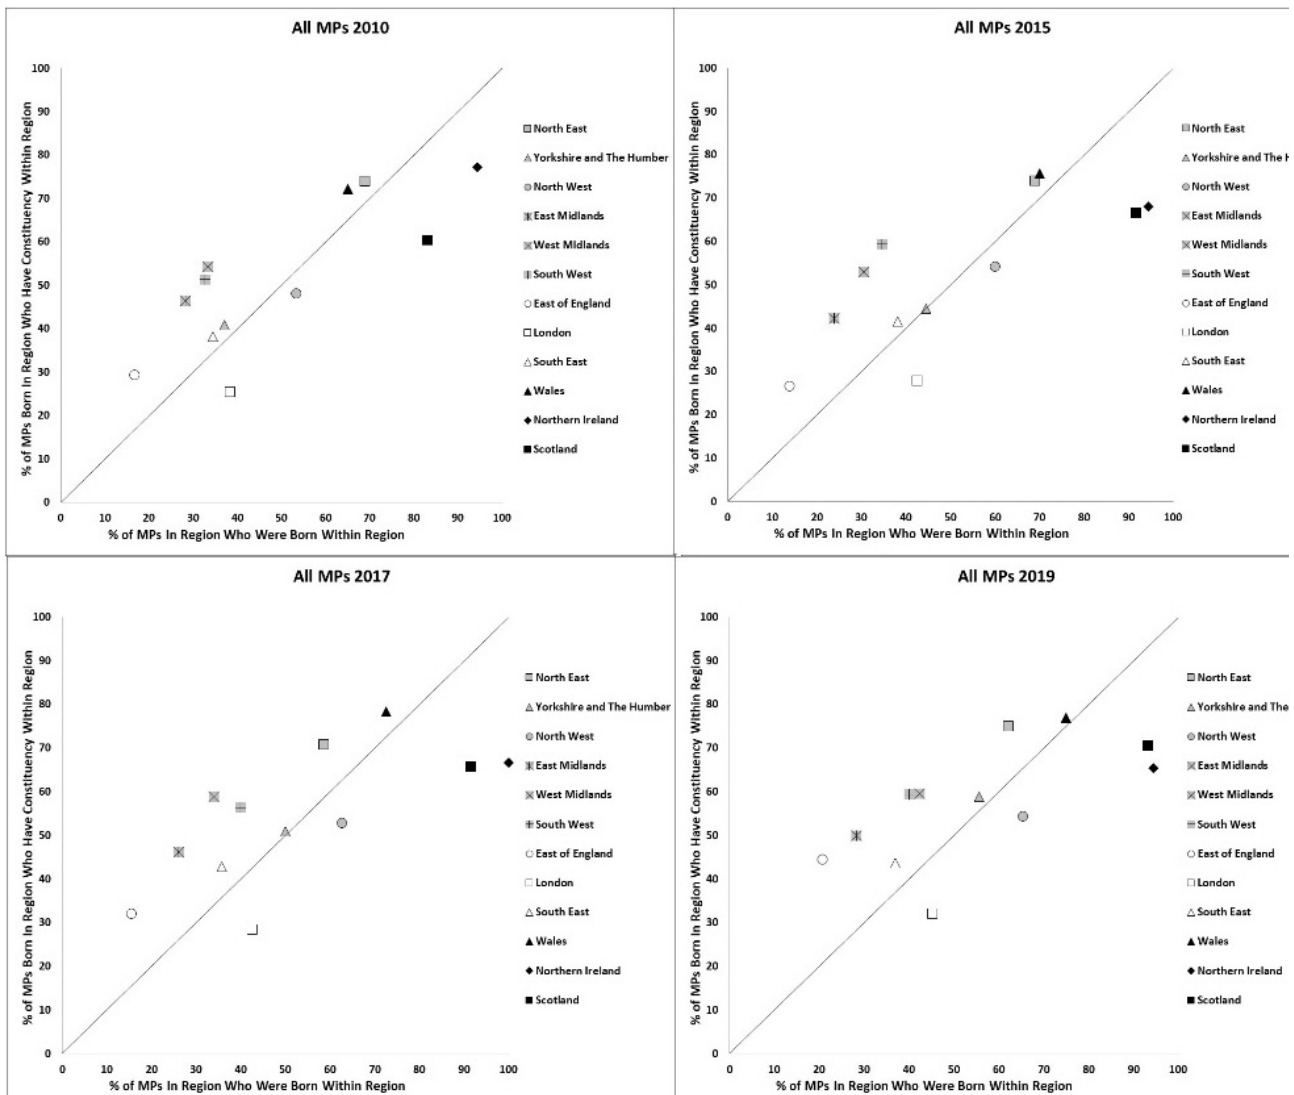 All MPs 2010
% of MPs Born In Region Who Have Constituency Within Region
100
90
80
70
60
50
40
30
20
10
0
0 10 20 30 40 50 60 70 80 90 100
% of MPs In Region Who Were Born Within Region
North East
Yorkshire and The Humber
North West
East Midlands
West Midlands
South West
East of England
London
South East
Wales
Northern Ireland
Scotland
All MPs 2015
% of MPs Born In Region Who Have Constituency Within Region
100
90
80
70
60
50
40
30
20
10
0
0 10 20 30 40 50 60 70 80 90 100
% of MPs In Region Who Were Born Within Region
North East
Yorkshire and The H
North West
East Midlands
West Midlands
South West
East of England
London
South East
Wales
Northern Ireland
Scotland
All MPs 2017
% of MPs Born In Region Who Have Constituency Within Region
100
90
80
70
60
50
40
30
20
10
0
0 10 20 30 40 50 60 70 80 90 100
% of MPs In Region Who Were Born Within Region
North East
Yorkshire and The Humber
North West
East Midlands
West Midlands
South West
East of England
London
South East
Wales
Northern Ireland
Scotland
All MPs 2019
% of MPs Born In Region Who Have Constituency Within Region
100
90
80
70
60
50
40
30
20
10
0
0 10 20 30 40 50 60 70 80 90 100
% of MPs In Region Who Were Born Within Region
North East
Yorkshire and The
North West
East Midlands
West Midlands
South West
East of England
London
South East
Wales
Northern Ireland
Scotland